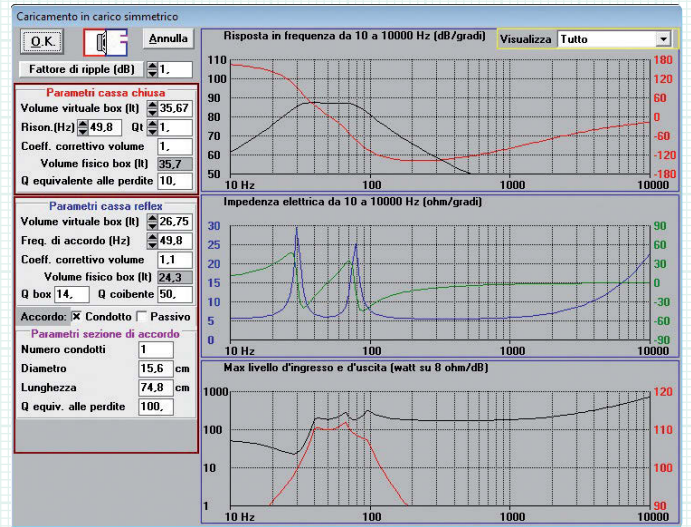 Caricamento in carico simmetrico
O.K. Annulla
Fattore di ripple (dB) 1,
Parametri cassa chiusa
Volume virtuale box (lt) 35,67
Rison.(Hz) 49,8 Qt 1,
Coeff. correttivo volume 1,
Volume fisico box (lt) 35,7
Q equivalente alle perdite 10,
Parametri cassa reflex
Volume virtuale box (lt) 26,75
Freq. di accordo (Hz) 49,8
Coeff. correttivo volume 1,1
Volume fisico box (lt) 24,3
Q box 14, Q coibente 50,
Accordo: Condotto Passivo
Parametri sezione di accordo
Numero condotti 1
Diametro 15,6 cm
Lunghezza 74,8 cm
Q equiv. alle perdite 100,
Risposta in frequenza da 10 a 10000 Hz (dB/gradi) Visualizza Tutto
110 180
100 120
90 60
80 0
70 -60
60 -120
50 -180
10 Hz 100 1000 10000
Impedenza elettrica da 10 a 10000 Hz (ohm/gradi)
30 90
25 60
20 30
15 0
10 -30
5 -60
0 -90
10 Hz 100 1000 10000
Max livello d'ingresso e d'uscita (watt su 8 ohm/dB)
1000 120
100 110
10 100
1 90
10 Hz 100 1000 10000